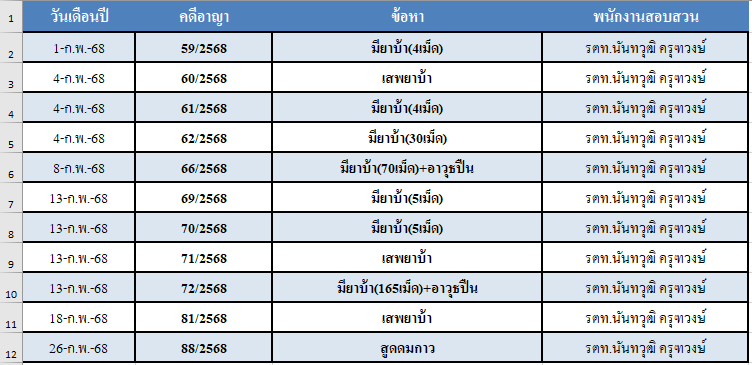 1 วันเดือนปี คดีอาญา ข้อหา พนักงานสอบสวน
2 1-ก.พ.-68 59/2568 มียาบ้า(4เม็ด) รตท.นันทวุฒิ ครุฑวงษ์
3 4-ก.พ.-68 60/2568 เสพยาบ้า รตท.นันทวุฒิ ครุฑวงษ์
4 4-ก.พ.-68 61/2568 มียาบ้า(4เม็ด) รตท.นันทวุฒิ ครุฑวงษ์
5 4-ก.พ.-68 62/2568 มียาบ้า(30เม็ด) รตท.นันทวุฒิ ครุฑวงษ์
6 8-ก.พ.-68 66/2568 มียาบ้า(70เม็ด)+อาวุธปืน รตท.นันทวุฒิ ครุฑวงษ์
7 13-ก.พ.-68 69/2568 มียาบ้า(5เม็ด) รตท.นันทวุฒิ ครุฑวงษ์
8 13-ก.พ.-68 70/2568 มียาบ้า(5เม็ด) รตท.นันทวุฒิ ครุฑวงษ์
9 13-ก.พ.-68 71/2568 เสพยาบ้า รตท.นันทวุฒิ ครุฑวงษ์
10 13-ก.พ.-68 72/2568 มียาบ้า(165เม็ด)+อาวุธปืน รตท.นันทวุฒิ ครุฑวงษ์
11 18-ก.พ.-68 81/2568 เสพยาบ้า รตท.นันทวุฒิ ครุฑวงษ์
12 26-ก.พ.-68 88/2568 สูดดมกาว รตท.นันทวุฒิ ครุฑวงษ์